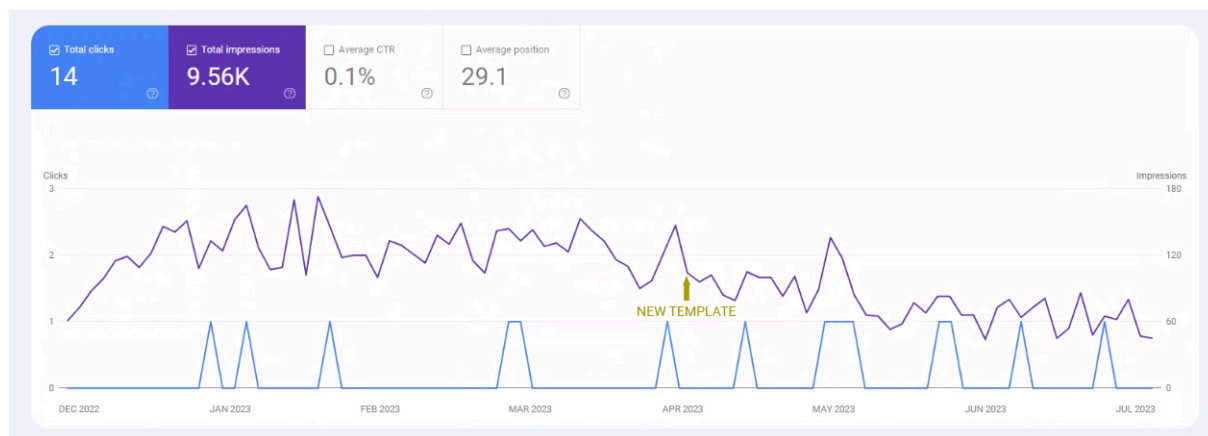 Total clicks
14
Total impressions
9.56K
Average CTR
0.1%
Average position
29.1
Clicks Impressions
3 180
2 120
NEW TEMPLATE
1 60
0 0
DEC 2022 JAN 2023 FEB 2023 MAR 2023 APR 2023 MAY 2023 JUN 2023 JUL 2023